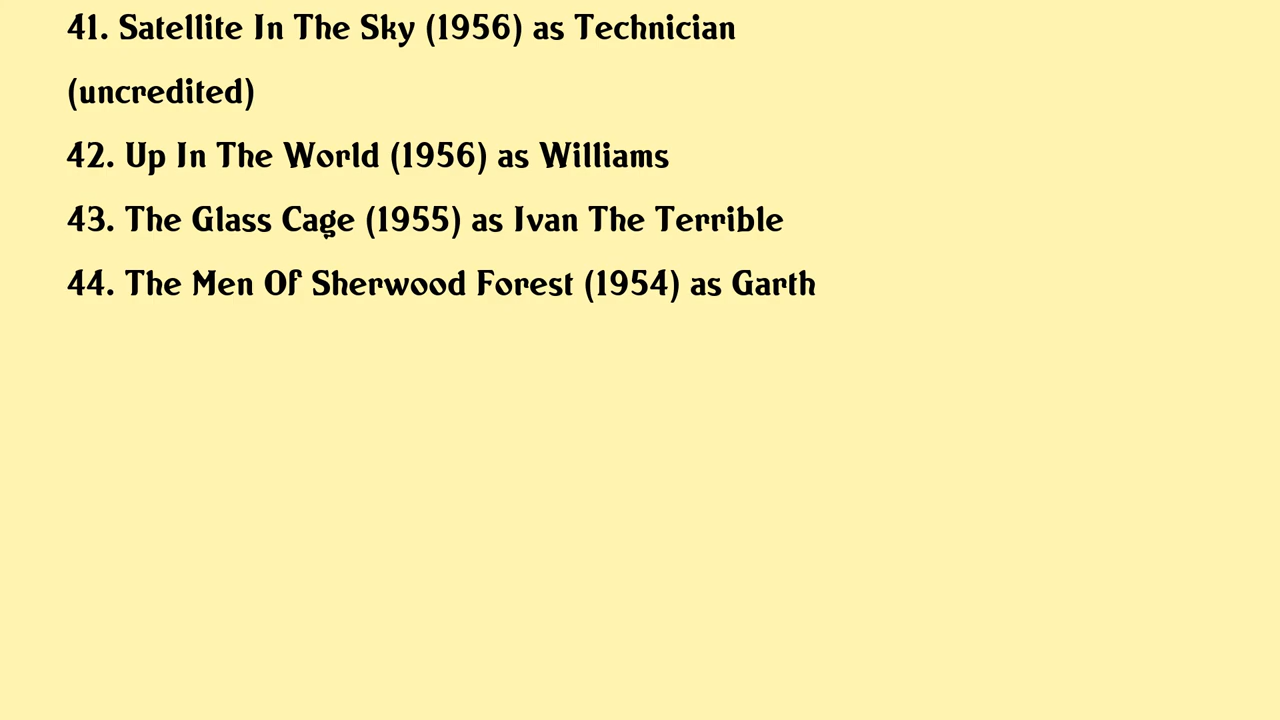 41. Satellite In The Sky (1956) as Technician
(uncredited)
42. Up In The World (1956) as Williams
43. The Glass Cage (1955) as Ivan The Terrible
44. The Men Of Sherwood Forest (1954) as Garth